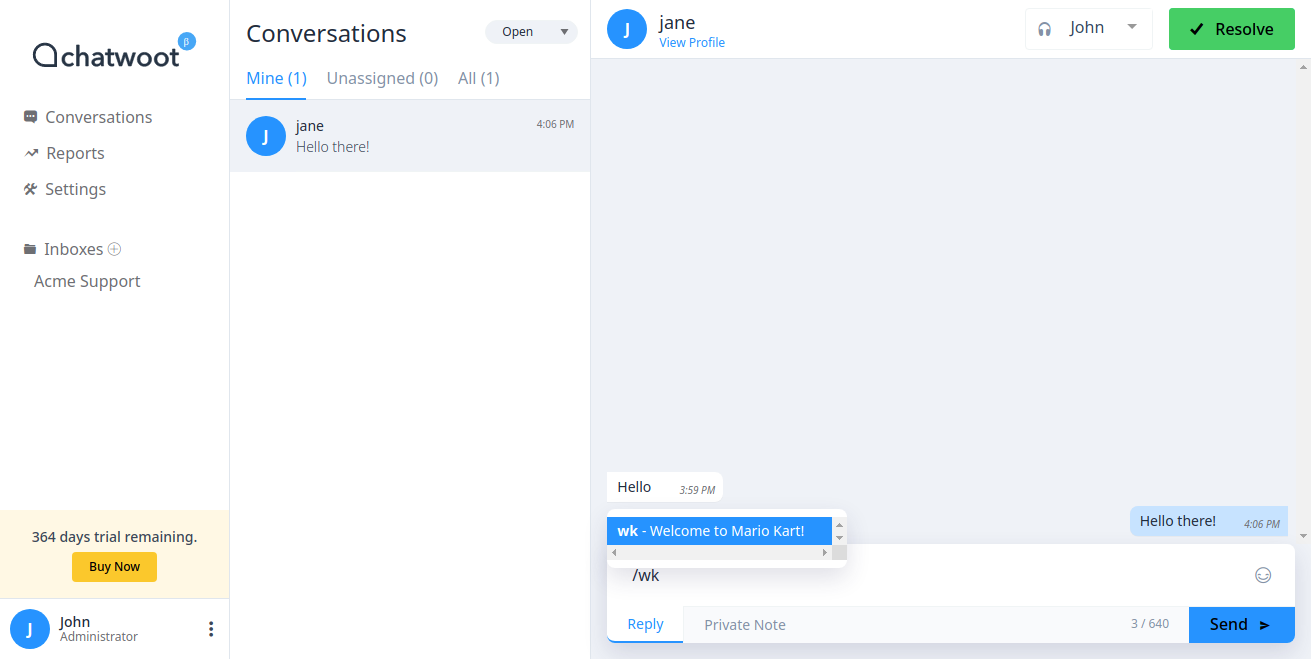 chatwoot β
Conversations
Reports
Settings
Inboxes
Acme Support
364 days trial remaining.
Buy Now
J
John
Administrator
Conversations
Open
Mine (1) Unassigned (0) All (1)
J
jane
4:06 PM
Hello there!
J
jane
View Profile
John
Resolve
Hello 3:59 PM
Hello there! 4:06 PM
wk - Welcome to Mario Kart!
/wk
Reply Private Note 3 / 640 Send